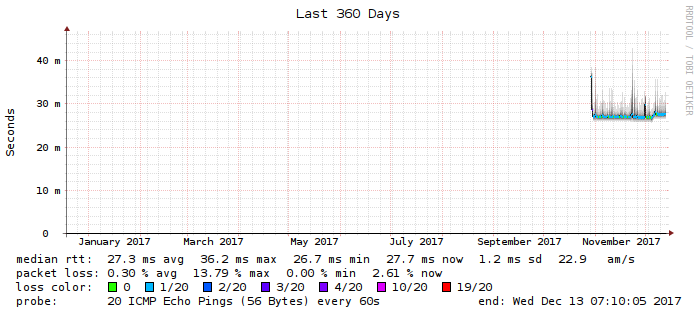 Last 360 Days
RRDTOOL / TOBI OETIKER
Seconds
40 m
30 m
20 m
10 m
0
January 2017 March 2017 May 2017 July 2017 September 2017 November 2017
median rtt: 27.3 ms avg 36.2 ms max 26.7 ms min 27.7 ms now 1.2 ms sd 22.9 am/s
packet loss: 0.30 % avg 13.79 % max 0.00 % min 2.61 % now
loss color: 0 1/20 2/20 3/20 4/20 10/20 19/20
probe: 20 ICMP Echo Pings (56 Bytes) every 60s end: Wed Dec 13 07:10:05 2017